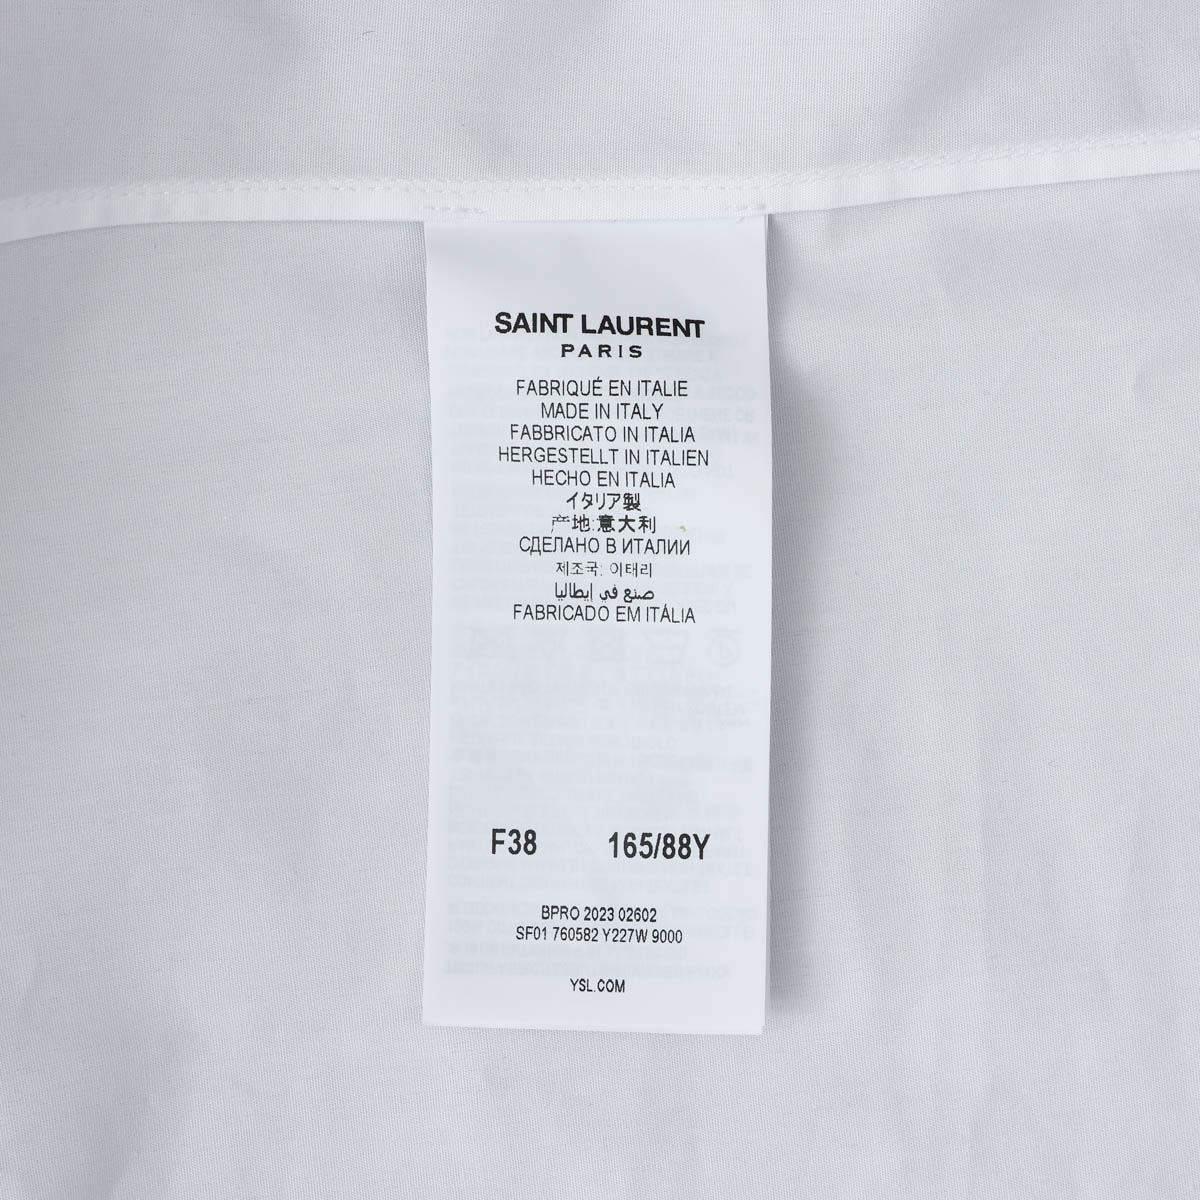 SAINT LAURENT
PARIS
FABRIQUÉ EN ITALIE
MADE IN ITALY
FABBRICATO IN ITALIA
HERGESTELLT IN ITALIEN
HECHO EN ITALIA
イタリア製
产地:意大利
СДЕЛАНО В ИТАЛИИ
제조국: 이태리
صنع في إيطاليا
FABRICADO EM ITÁLIA
F38 165/88Y
BPRO 2023 02602
SF01 760582 Y227W 9000
YSL.COM